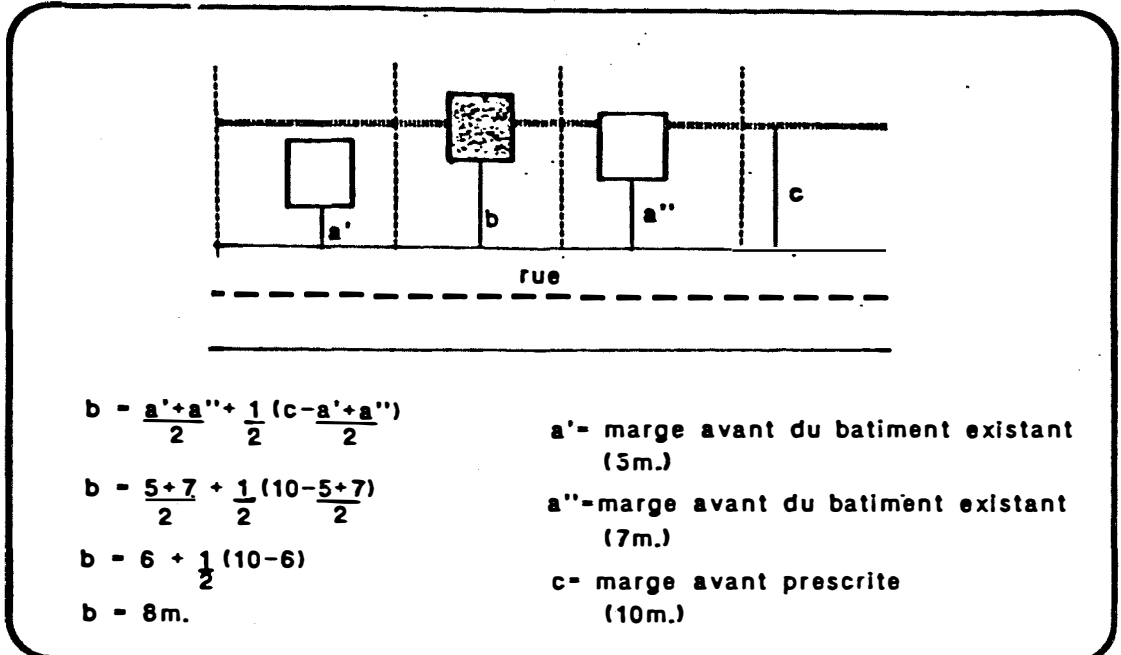 a'
b
a''
c
rue
b = a'+a'' + 1 (c-a'+a'')
2 2 2
b = 5+7 + 1 (10-5+7)
2 2 2
b = 6 + 1 (10-6)
2
b = 8m.
a'= marge avant du batiment existant
(5m.)
a''=marge avant du batiment existant
(7m.)
c= marge avant prescrite
(10m.)